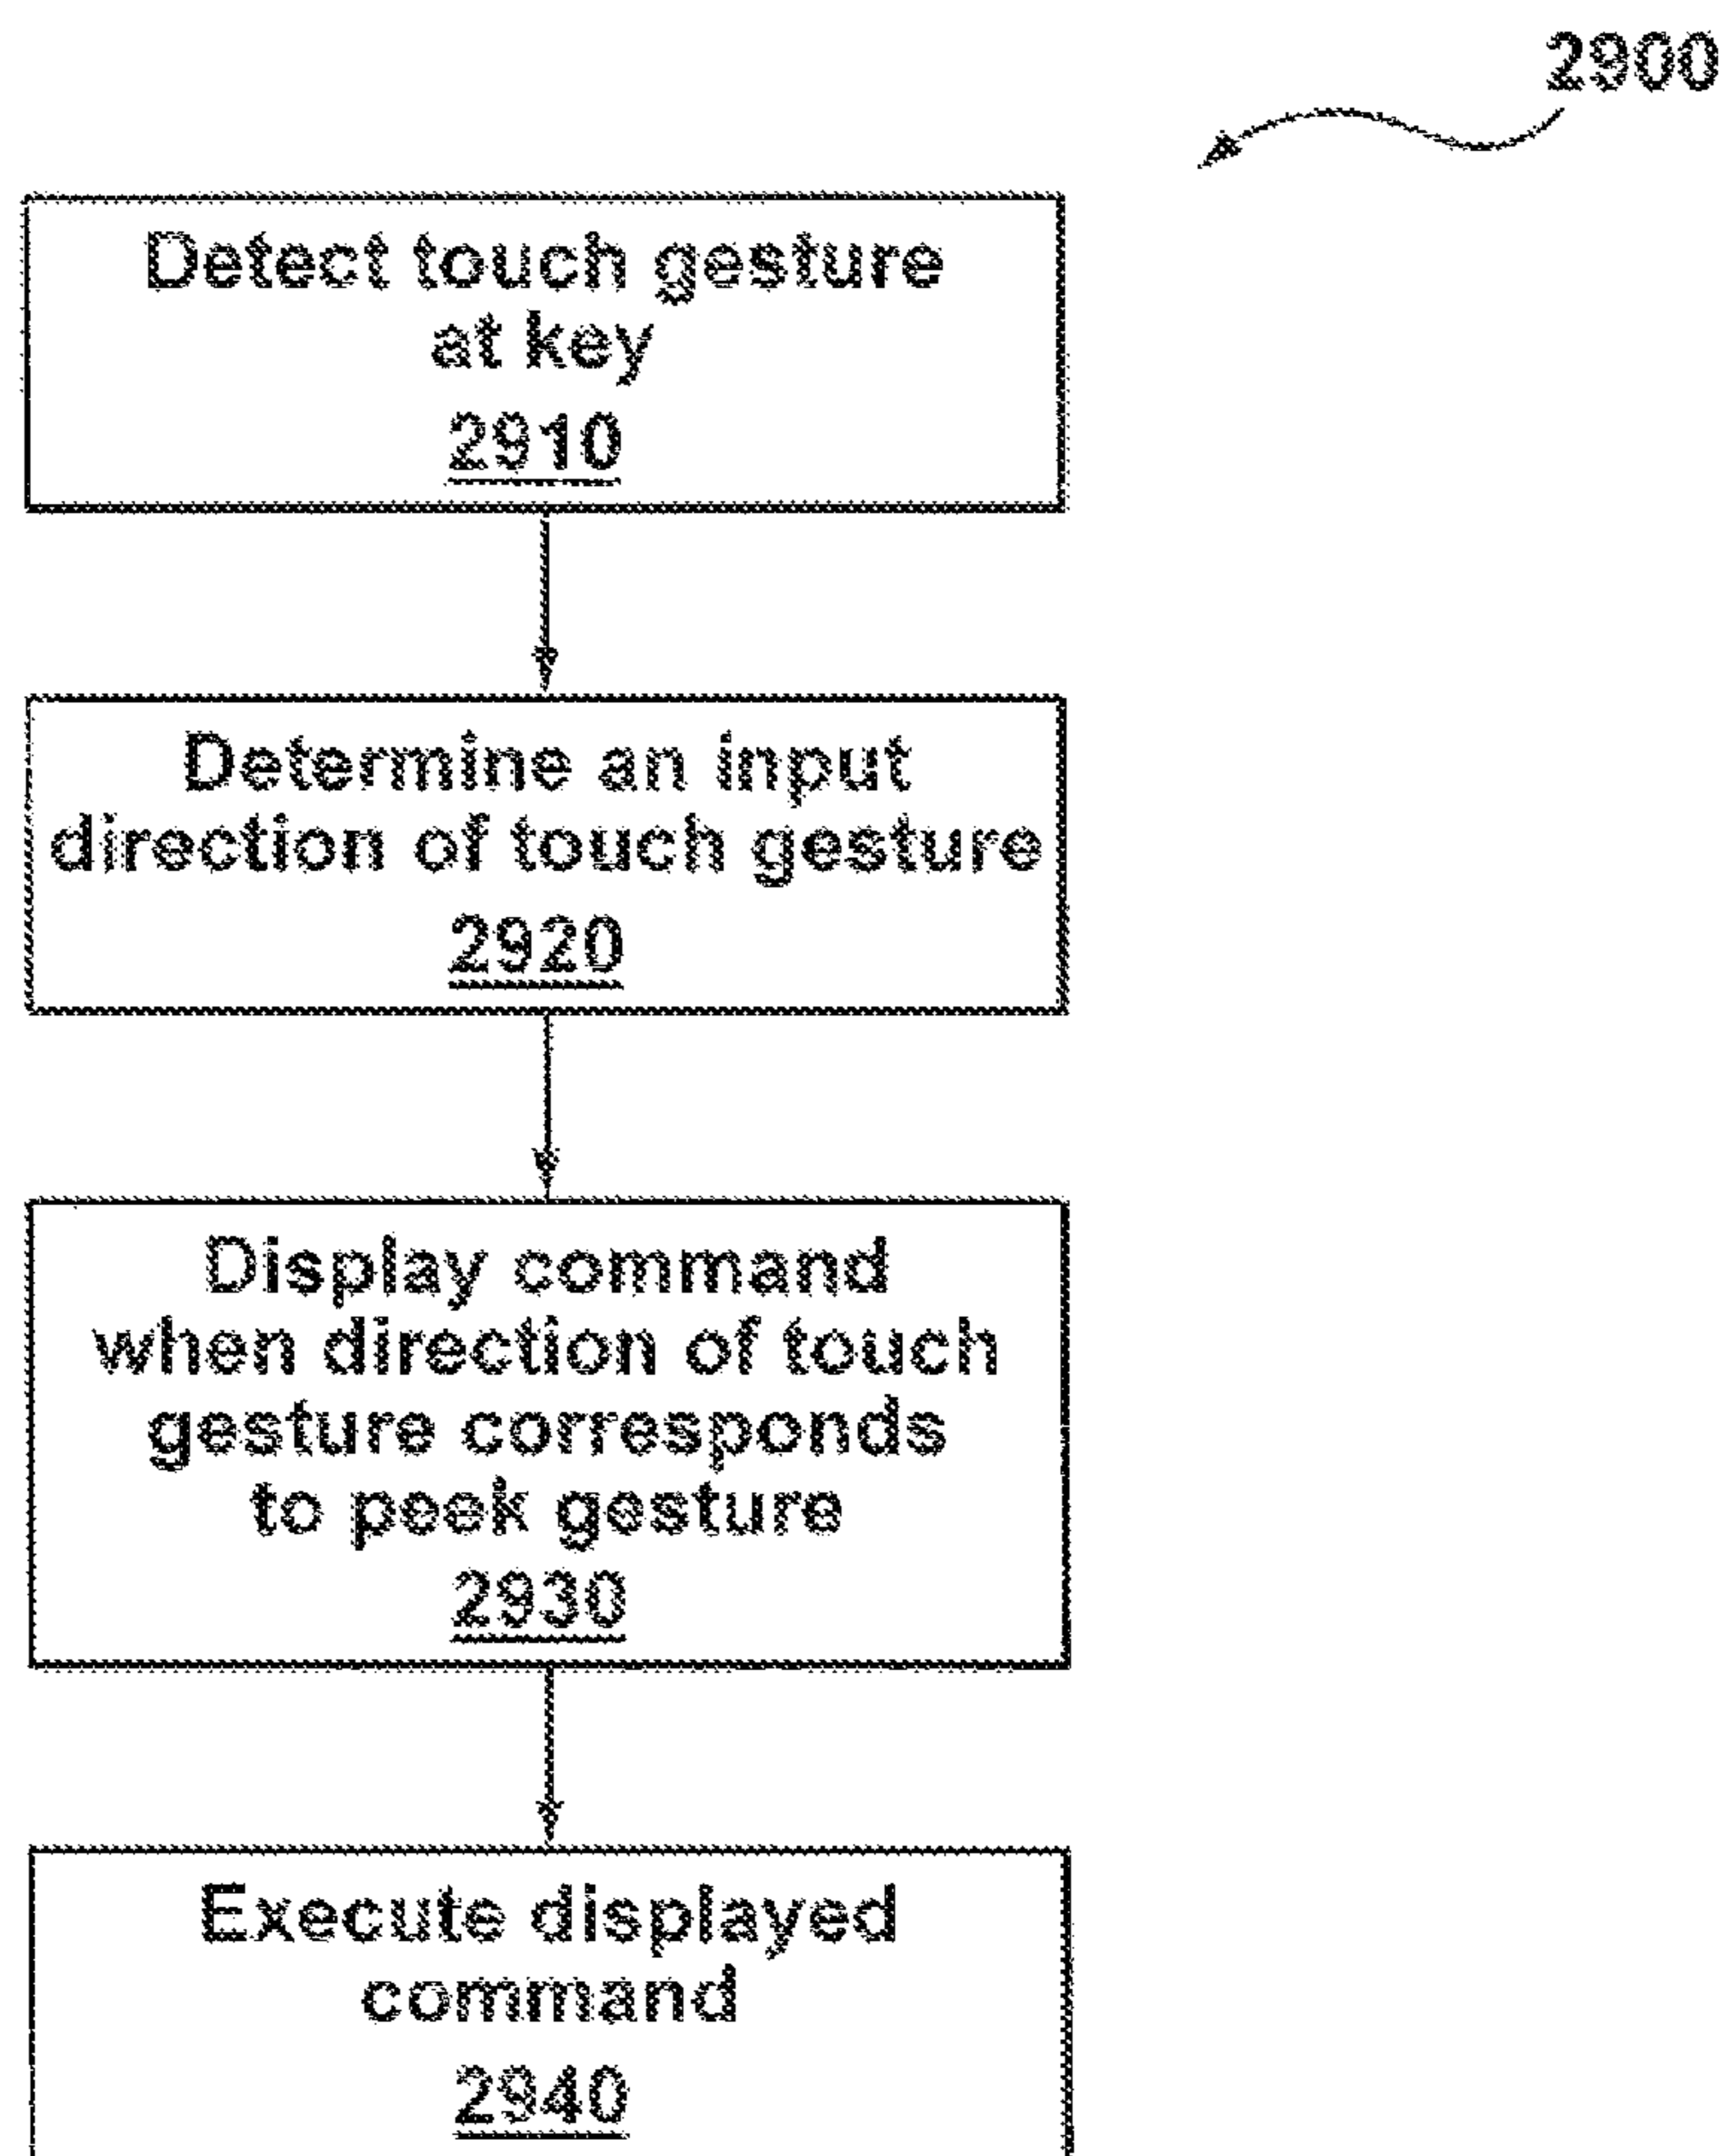 2900
Detect touch gesture
at key
2910
Determine an input
direction of touch gesture
2920
Display command
when direction of touch
gesture corresponds
to peek gesture
2930
Execute displayed
command
2940